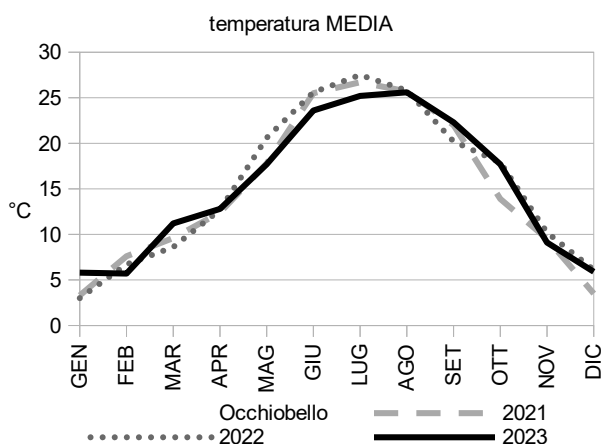 temperatura MEDIA
30
25
20
15
10
5
0
°C
GEN
FEB
MAR
APR
MAG
GIU
LUG
AGO
SET
OTT
NOV
DIC
Occhiobello 2021
2022 2023